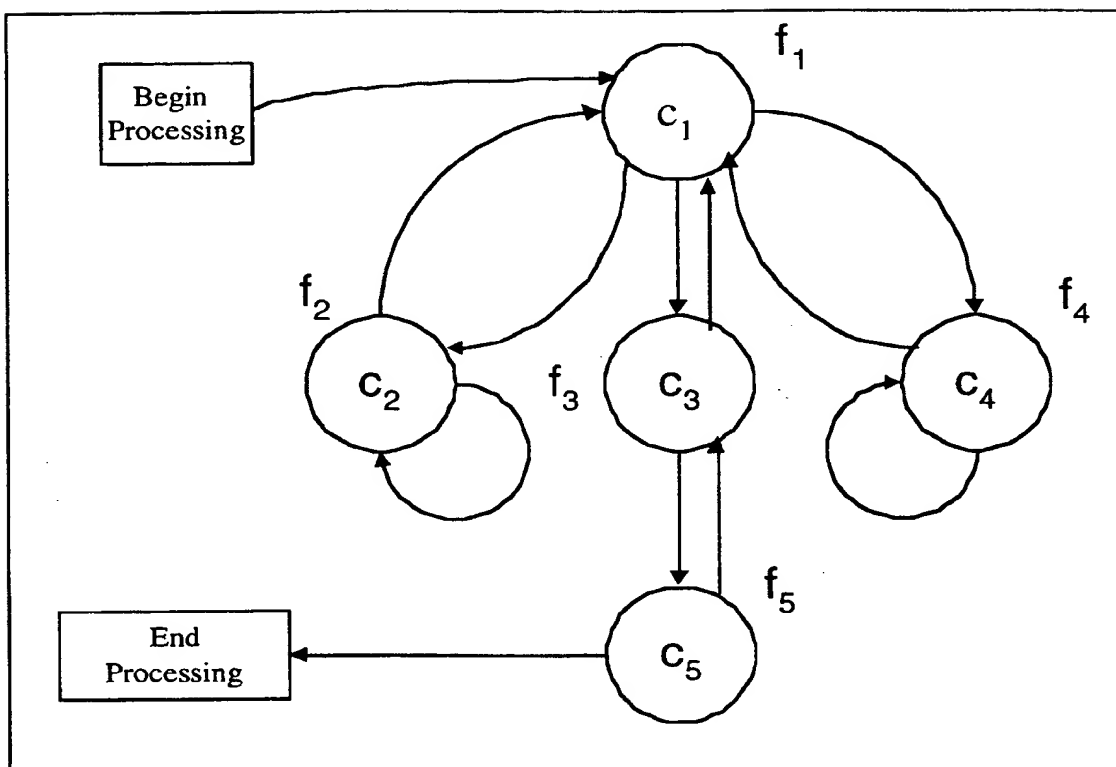 f₁
Begin
Processing
c₁
f₂
f₄
c₂
f₃
c₃
c₄
f₅
End
Processing
c₅